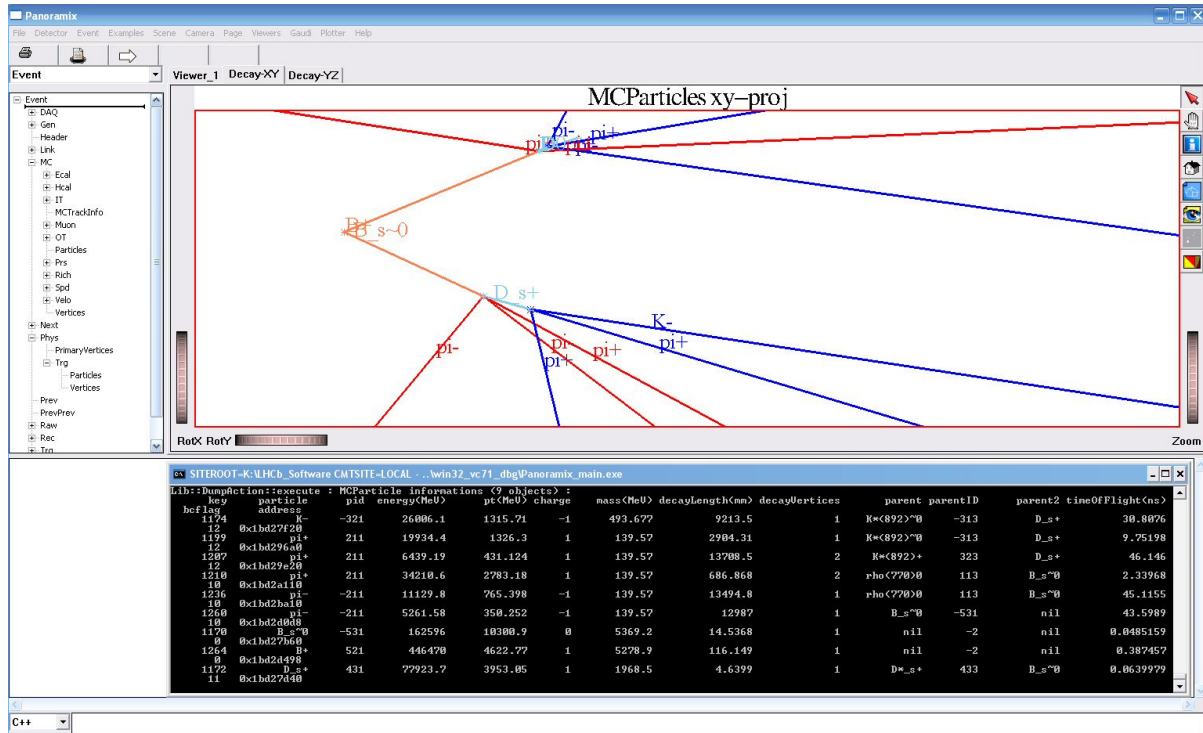 Panoramix
File Detector Event Examples Scene Camera Page Viewers Gaudi Plotter Help
Event
Viewer_1 Decay-XY Decay-YZ
MCParticles xy-proj
Event
DAQ
Gen
Header
Link
MC
Ecal
Hcal
IT
MCTrackInfo
Muon
OT
Particles
Prs
Rich
Spd
Velo
Vertices
Next
Phys
PrimaryVertices
Trg
Particles
Vertices
Prev
PrevPrev
Raw
Rec
Trg
pi- pi+
B_s~0
D_s+
K-
pi- pi- pi+ pi+
pi+
RotX RotY
Zoom
SITEROOT=K:\LHCb_Software CMTSITE=LOCAL - ...\win32_vc71_dbg\Panoramix_main.exe
Lib::DumpAction::execute : MCParticle informations (9 objects) :
key particle pid energy(MeV) pt(MeV) charge mass(MeV) decayLength(mm) decayVertices parent parentID parent2 timeOfFlight(ns)
bcflag address
1174 K- -321 26006.1 1315.71 -1 493.677 9213.5 1 K*(892)~0 -313 D_s+ 30.8076
12 0x1bd27f20
1199 pi+ 211 19934.4 1326.3 1 139.57 2904.31 1 K*(892)~0 -313 D_s+ 9.75198
12 0x1bd296a0
1207 pi+ 211 6439.19 431.124 1 139.57 13708.5 2 K*(892)+ 323 D_s+ 46.146
12 0x1bd29e20
1210 pi+ 211 34210.6 2783.18 1 139.57 686.868 2 rho(770)0 113 B_s~0 2.33968
10 0x1bd2a110
1236 pi- -211 11129.8 765.398 -1 139.57 13494.8 1 rho(770)0 113 B_s~0 45.1155
10 0x1bd2ba10
1260 pi- -211 5261.58 350.252 -1 139.57 12987 1 B_s~0 -531 nil 43.5989
10 0x1bd2d0d8
1170 B_s~0 -531 162596 10300.9 0 5369.2 14.5368 1 nil -2 nil 0.0485159
0 0x1bd27b60
1264 B+ 521 446470 4622.77 1 5278.9 116.149 1 nil -2 nil 0.387457
0 0x1bd2d498
1172 D_s+ 431 77923.7 3953.05 1 1968.5 4.6399 1 D*_s+ 433 B_s~0 0.0639979
11 0x1bd27d40
C++